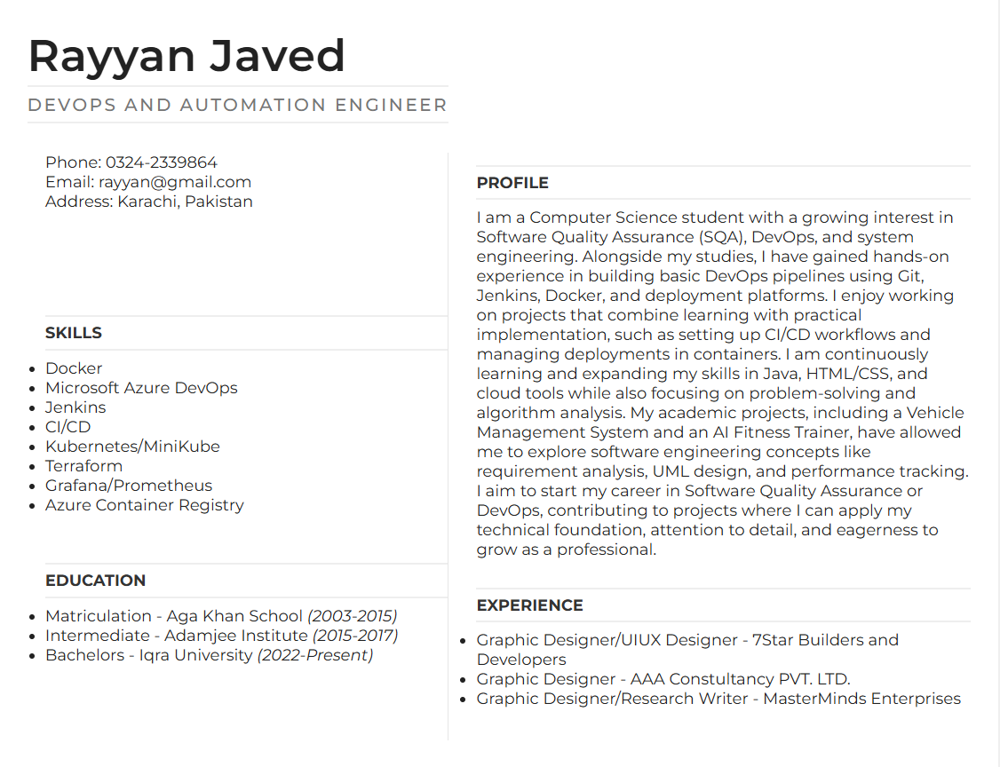 Rayyan Javed
DEVOPS AND AUTOMATION ENGINEER
Phone: 0324-2339864
Email: rayyan@gmail.com
Address: Karachi, Pakistan
SKILLS
Docker
Microsoft Azure DevOps
Jenkins
CI/CD
Kubernetes/MiniKube
Terraform
Grafana/Prometheus
Azure Container Registry
EDUCATION
Matriculation - Aga Khan School (2003-2015)
Intermediate - Adamjee Institute (2015-2017)
Bachelors - Iqra University (2022-Present)
PROFILE
I am a Computer Science student with a growing interest in
Software Quality Assurance (SQA), DevOps, and system
engineering. Alongside my studies, I have gained hands-on
experience in building basic DevOps pipelines using Git,
Jenkins, Docker, and deployment platforms. I enjoy working
on projects that combine learning with practical
implementation, such as setting up CI/CD workflows and
managing deployments in containers. I am continuously
learning and expanding my skills in Java, HTML/CSS, and
cloud tools while also focusing on problem-solving and
algorithm analysis. My academic projects, including a Vehicle
Management System and an AI Fitness Trainer, have allowed
me to explore software engineering concepts like
requirement analysis, UML design, and performance tracking.
I aim to start my career in Software Quality Assurance or
DevOps, contributing to projects where I can apply my
technical foundation, attention to detail, and eagerness to
grow as a professional.
EXPERIENCE
Graphic Designer/UIUX Designer - 7Star Builders and
Developers
Graphic Designer - AAA Constultancy PVT. LTD.
Graphic Designer/Research Writer - MasterMinds Enterprises